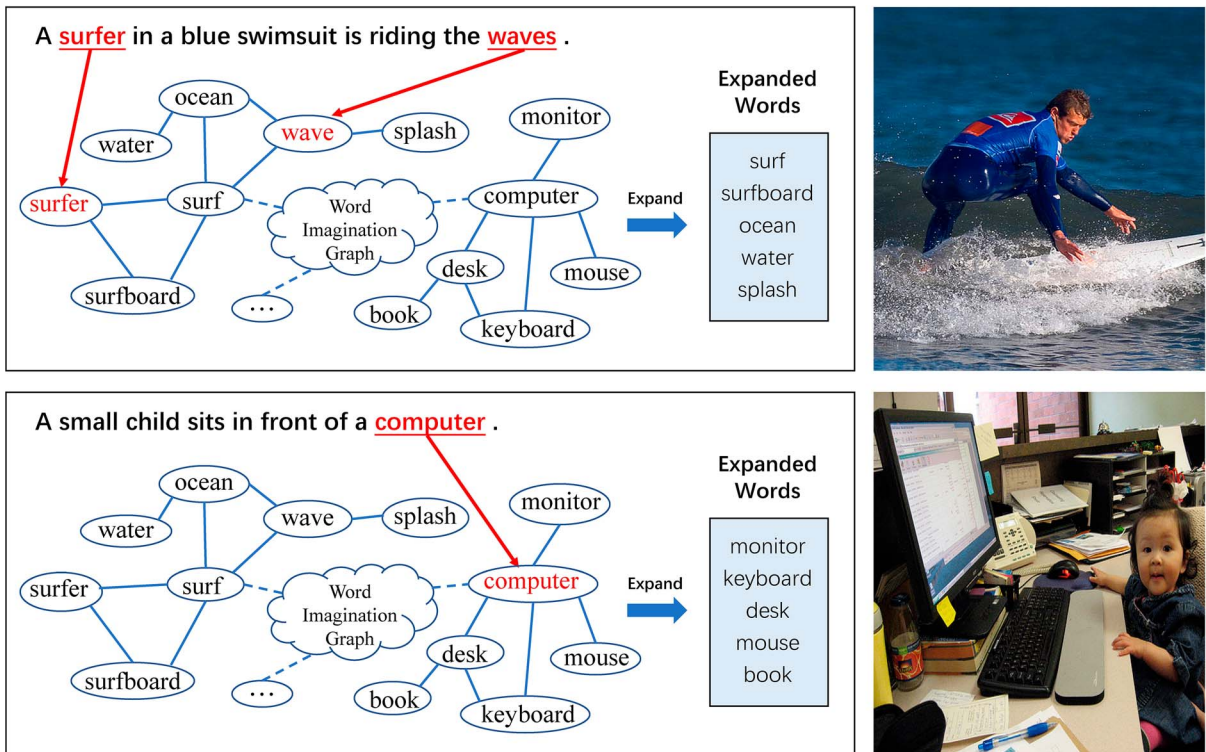 A surfer in a blue swimsuit is riding the waves .
ocean
wave
splash
water
surfer
surf
surfboard
Word
Imagination
Graph
...
monitor
computer
desk
mouse
book
keyboard
Expand
Expanded
Words
surf
surfboard
ocean
water
splash
A small child sits in front of a computer .
ocean
wave
splash
water
surfer
surf
surfboard
Word
Imagination
Graph
...
monitor
computer
desk
mouse
book
keyboard
Expand
Expanded
Words
monitor
keyboard
desk
mouse
book